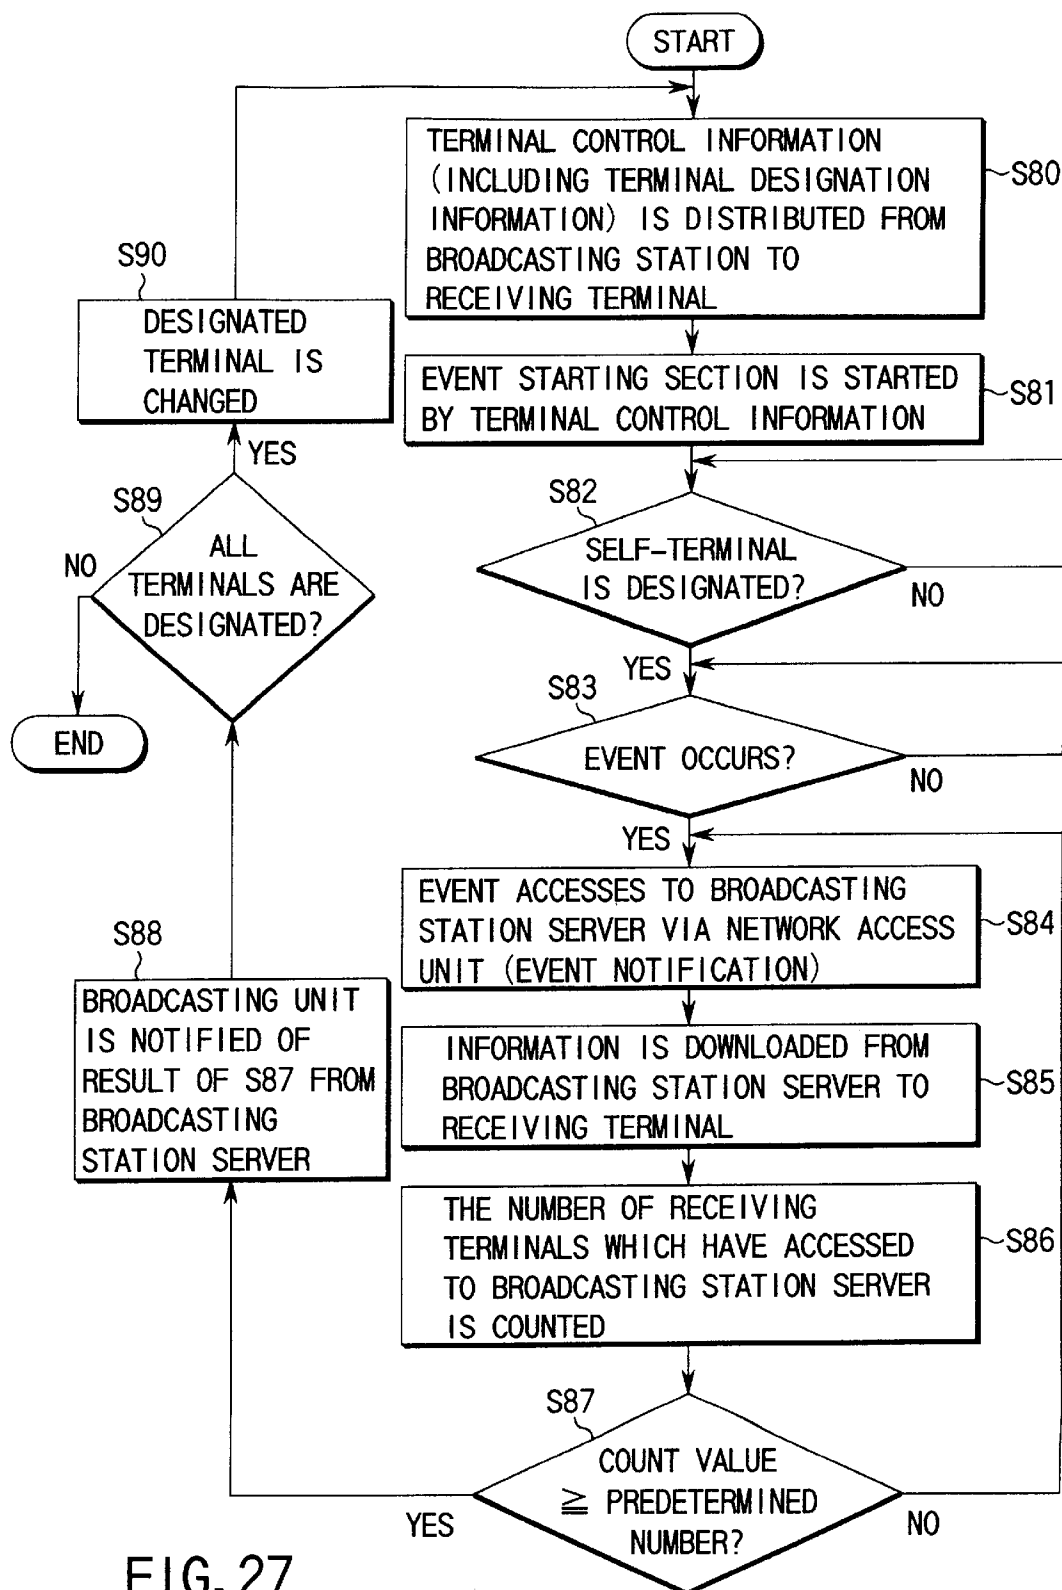 START
TERMINAL CONTROL INFORMATION
(INCLUDING TERMINAL DESIGNATION
INFORMATION) IS DISTRIBUTED FROM
BROADCASTING STATION TO
RECEIVING TERMINAL
S80
EVENT STARTING SECTION IS STARTED
BY TERMINAL CONTROL INFORMATION
S81
S82
SELF-TERMINAL
IS DESIGNATED?
NO
YES
S83
EVENT OCCURS?
NO
YES
EVENT ACCESSES TO BROADCASTING
STATION SERVER VIA NETWORK ACCESS
UNIT (EVENT NOTIFICATION)
S84
INFORMATION IS DOWNLOADED FROM
BROADCASTING STATION SERVER TO
RECEIVING TERMINAL
S85
THE NUMBER OF RECEIVING
TERMINALS WHICH HAVE ACCESSED
TO BROADCASTING STATION SERVER
IS COUNTED
S86
S87
COUNT VALUE
≧ PREDETERMINED
NUMBER?
YES
NO
S88
BROADCASTING UNIT
IS NOTIFIED OF
RESULT OF S87 FROM
BROADCASTING
STATION SERVER
S89
ALL
TERMINALS ARE
DESIGNATED?
NO
YES
END
S90
DESIGNATED
TERMINAL IS
CHANGED
FIG. 27